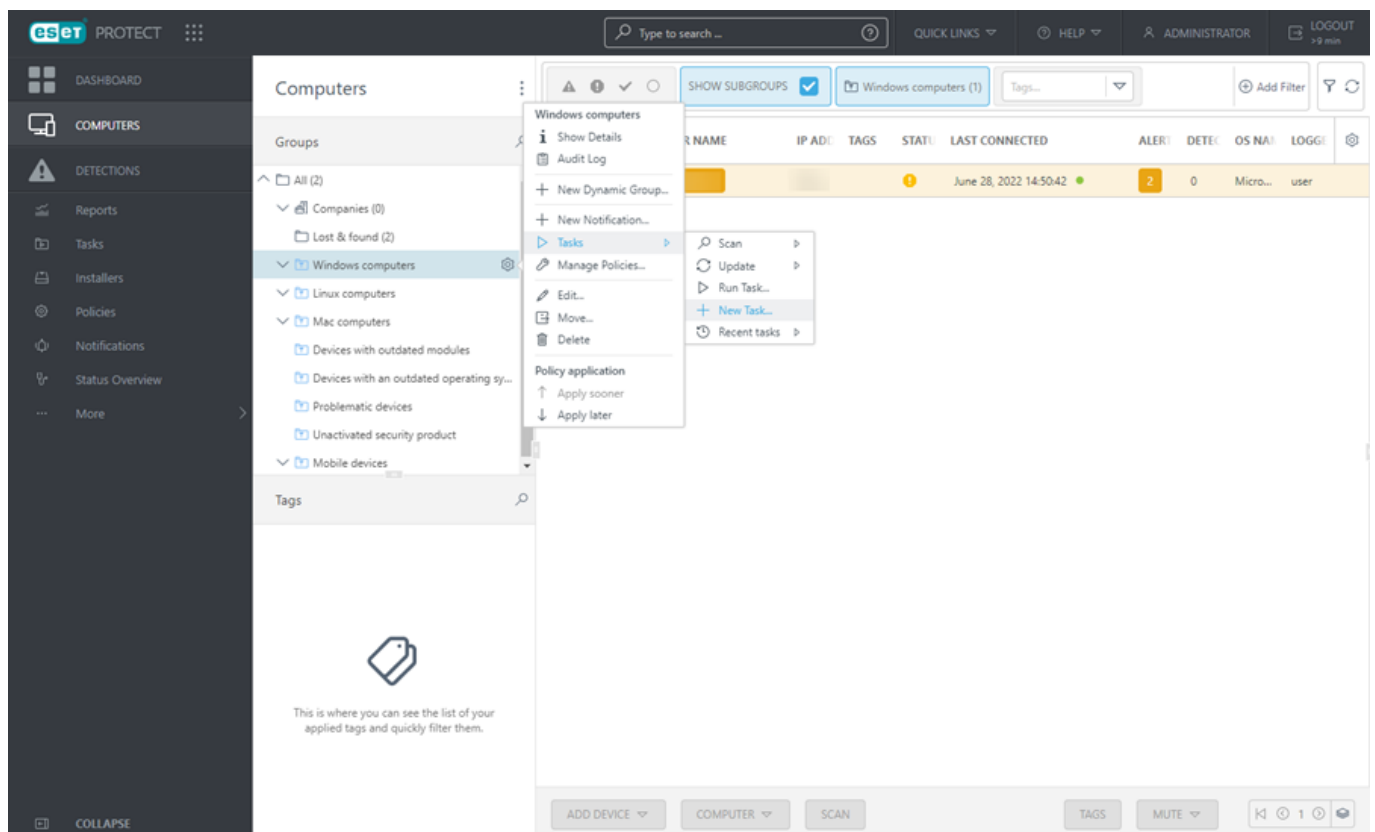 eseT PROTECT
Type to search ...
QUICK LINKS
HELP
ADMINISTRATOR
LOGOUT
>9 min
DASHBOARD
COMPUTERS
DETECTIONS
Reports
Tasks
Installers
Policies
Notifications
Status Overview
More
COLLAPSE
Computers
Groups
All (2)
Companies (0)
Lost & found (2)
Windows computers
Linux computers
Mac computers
Devices with outdated modules
Devices with an outdated operating sy...
Problematic devices
Unactivated security product
Mobile devices
Tags
This is where you can see the list of your
applied tags and quickly filter them.
Windows computers
Show Details
Audit Log
New Dynamic Group...
New Notification...
Tasks
Manage Policies...
Edit...
Move...
Delete
Policy application
Apply sooner
Apply later
Scan
Update
Run Task...
New Task...
Recent tasks
SHOW SUBGROUPS
Windows computers (1)
Tags...
Add Filter
R NAME IP ADD TAGS STATU LAST CONNECTED ALERT DETEC OS NAM LOGGE
June 28, 2022 14:50:42 2 0 Micro... user
ADD DEVICE
COMPUTER
SCAN
TAGS
MUTE
1